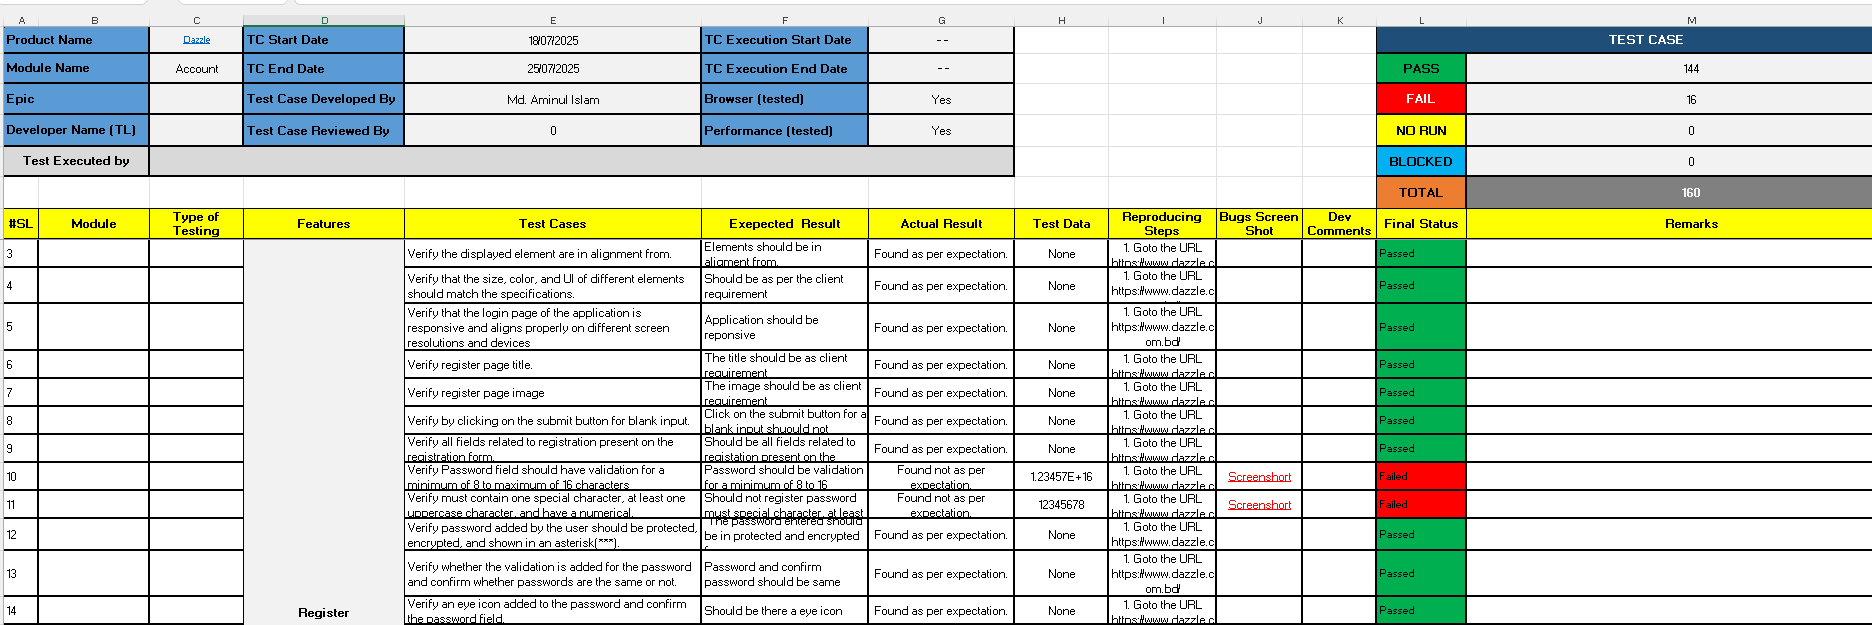 A B C D E F G H I J K L M
Product Name Dazzle TC Start Date 18/07/2025 TC Execution Start Date -- TEST CASE
Module Name Account TC End Date 25/07/2025 TC Execution End Date -- PASS 144
Epic Test Case Developed By Md. Aminul Islam Browser (tested) Yes FAIL 16
Developer Name (TL) Test Case Reviewed By 0 Performance (tested) Yes NO RUN 0
Test Executed by BLOCKED 0
TOTAL 160
#SL Module Type of Testing Features Test Cases Exepected Result Actual Result Test Data Reproducing Steps Bugs Screen Shot Dev Comments Final Status Remarks
Register
3 Verify the displayed element are in alignment from. Elements should be in aligment from. Found as per expectation. None 1. Goto the URL https://www.dazzle.c Passed
4 Verify that the size, color, and UI of different elements should match the specifications. Should be as per the client requirement Found as per expectation. None 1. Goto the URL https://www.dazzle.c Passed
5 Verify that the login page of the application is responsive and aligns properly on different screen resolutions and devices Application should be reponsive Found as per expectation. None 1. Goto the URL https://www.dazzle.com.bd/ Passed
6 Verify register page title. The title should be as client requirement Found as per expectation. None 1. Goto the URL https://www.dazzle.c Passed
7 Verify register page image The image should be as client requirement Found as per expectation. None 1. Goto the URL https://www.dazzle.c Passed
8 Verify by clicking on the submit button for blank input. Click on the submit button for a blank input shuould not Found as per expectation. None 1. Goto the URL https://www.dazzle.c Passed
9 Verify all fields related to registration present on the registration form. Should be all fields related to registation present on the Found as per expectation. None 1. Goto the URL https://www.dazzle.c Passed
10 Verify Password field should have validation for a minimum of 8 to maximum of 16 characters Password should be validation for a minimum of 8 to 16 Found not as per expectation. 1.23457E+16 1. Goto the URL https://www.dazzle.c Screenshort Failed
11 Verify must contain one special character, at least one uppercase character, and have a numerical. Should not register password must special character, at least Found not as per expectation. 12345678 1. Goto the URL https://www.dazzle.c Screenshort Failed
12 Verify password added by the user should be protected, encrypted, and shown in an asterisk(***). The password entered should be in protected and encrypted Found as per expectation. None 1. Goto the URL https://www.dazzle.c Passed
13 Verify whether the validation is added for the password and confirm whether passwords are the same or not. Password and confirm password should be same Found as per expectation. None 1. Goto the URL https://www.dazzle.com.bd/ Passed
14 Verify an eye icon added to the password and confirm the password field. Should be there a eye icon Found as per expectation. None 1. Goto the URL https://www.dazzle.c Passed